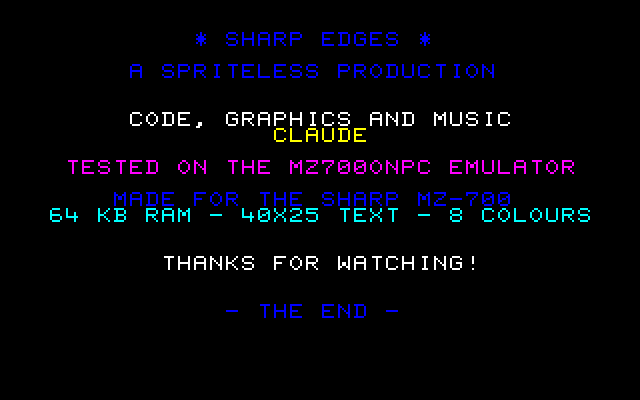 * SHARP EDGES *
A SPRITELESS PRODUCTION
CODE, GRAPHICS AND MUSIC
CLAUDE
TESTED ON THE MZ700ONPC EMULATOR
MADE FOR THE SHARP MZ-700
64 KB RAM - 40X25 TEXT - 8 COLOURS
THANKS FOR WATCHING!
- THE END -